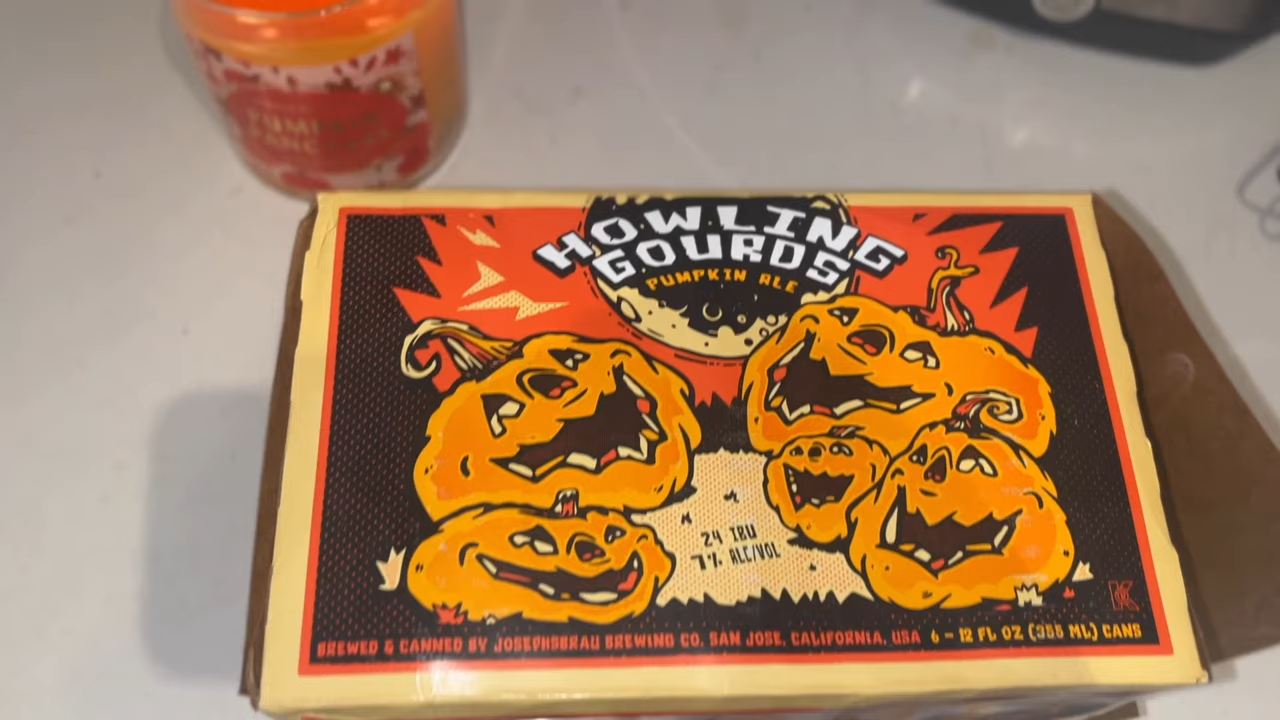 PUMPKIN
HOWLING
GOURDS
PUMPKIN ALE
24 IBU
7% ALC/VOL
BREWED & CANNED BY JOSEPHSBRAU BREWING CO. SAN JOSE, CALIFORNIA, USA 6 - 12 FL OZ (355 ML) CANS